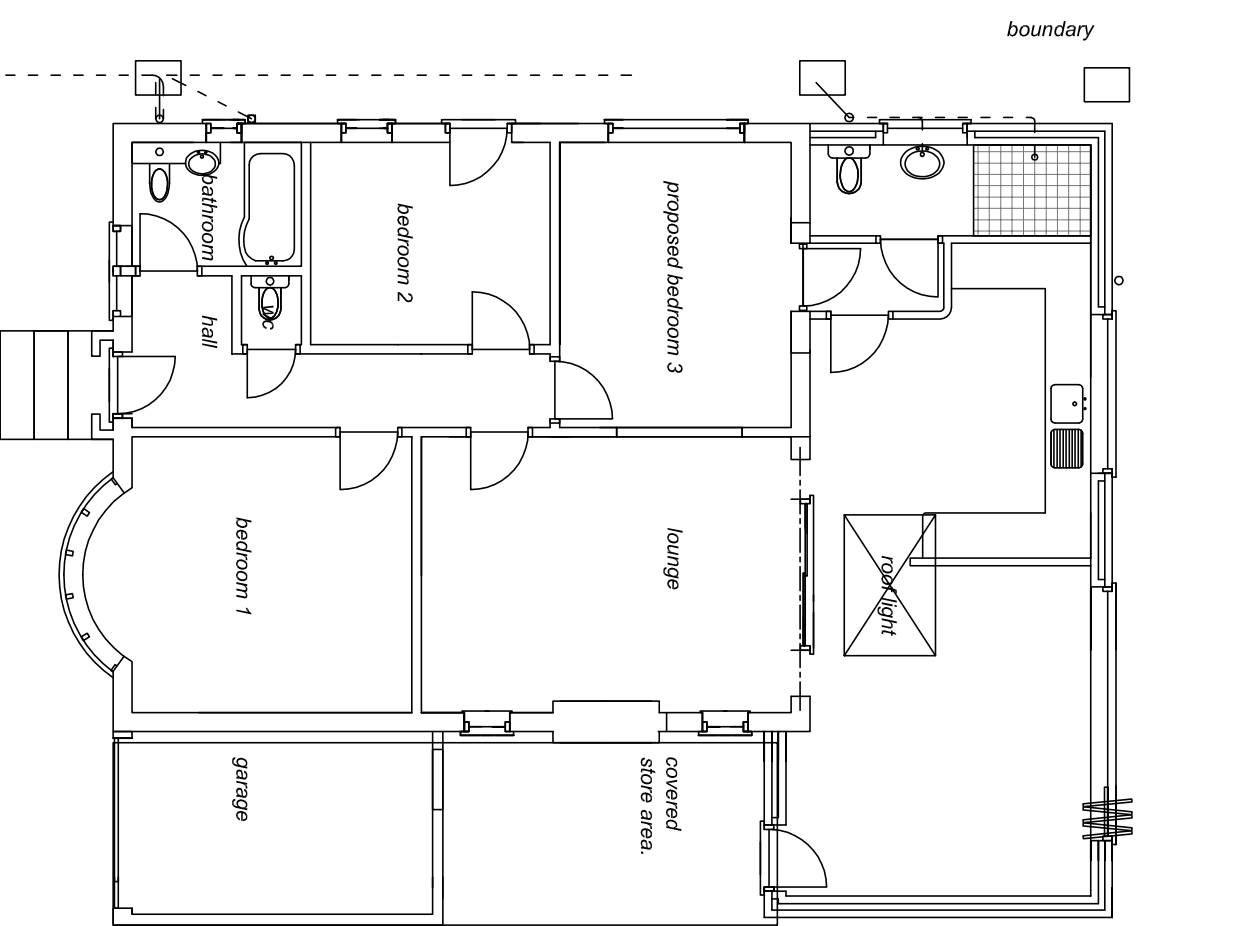 boundary
bathroom
bedroom 2
proposed bedroom 3
hall
wc
bedroom 1
lounge
roof light
garage
covered
store area.